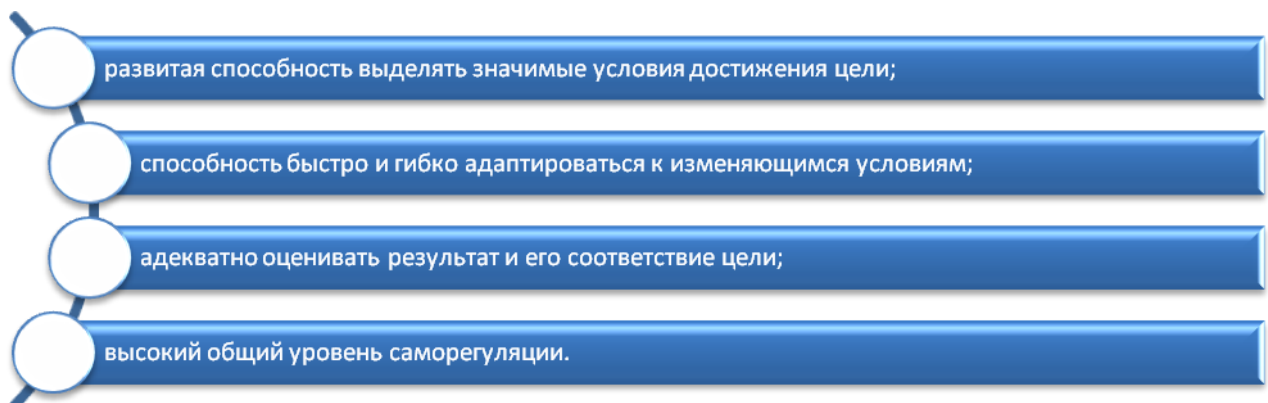 развитая способность выделять значимые условия достижения цели;
способность быстро и гибко адаптироваться к изменяющимся условиям;
адекватно оценивать результат и его соответствие цели;
высокий общий уровень саморегуляции.